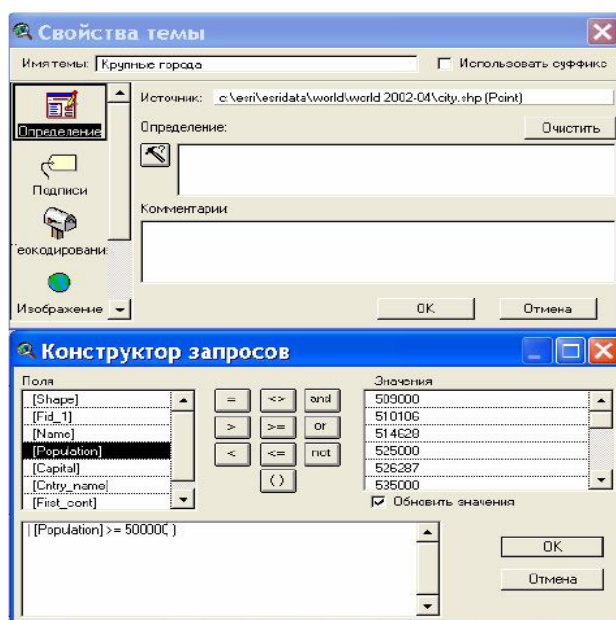 Свойства темы
Имя темы: Крупные города
Использовать суффикс
Источник: c:\esri\esridata\world\world 2002-04\city.shp (Point)
Определение
Определение:
Очистить
Подписи
Комментарии
еокодировани
Изображение
OK
Отмена
Конструктор запросов
Поля
Значения
[Shape]
[Fid_1]
[Name]
[Population]
[Capital]
[Cntry_name]
[First_cont]
= <> and
> >= or
< <= not
( )
509000
510106
514628
525000
526287
535000
Обновить значения
[Population] >= 500000 )
OK
Отмена